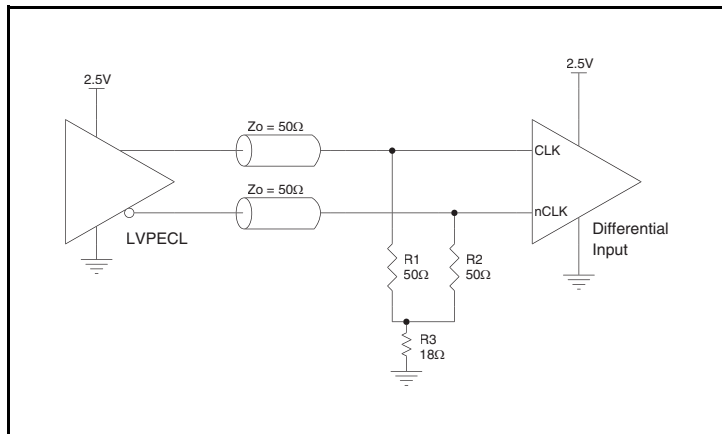 2.5V
2.5V
Zo = 50Ω
CLK
Zo = 50Ω
nCLK
LVPECL
Differential
Input
R1
50Ω
R2
50Ω
R3
18Ω